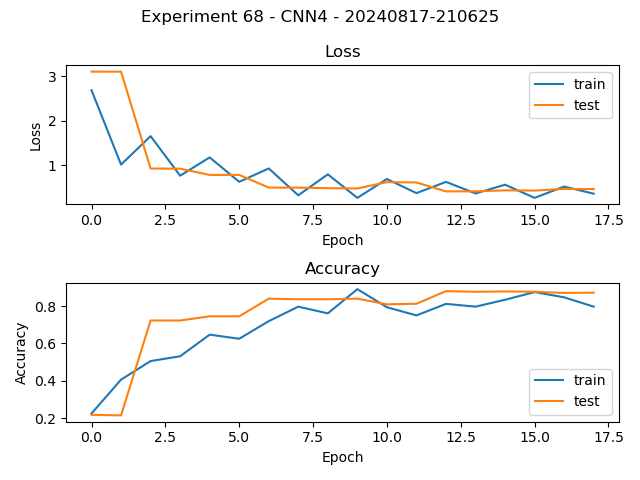 Experiment 68 - CNN4 - 20240817-210625
Loss
3
2
1
Loss
train
test
0.0 2.5 5.0 7.5 10.0 12.5 15.0 17.5
Epoch
Accuracy
0.8
0.6
0.4
0.2
Accuracy
train
test
0.0 2.5 5.0 7.5 10.0 12.5 15.0 17.5
Epoch